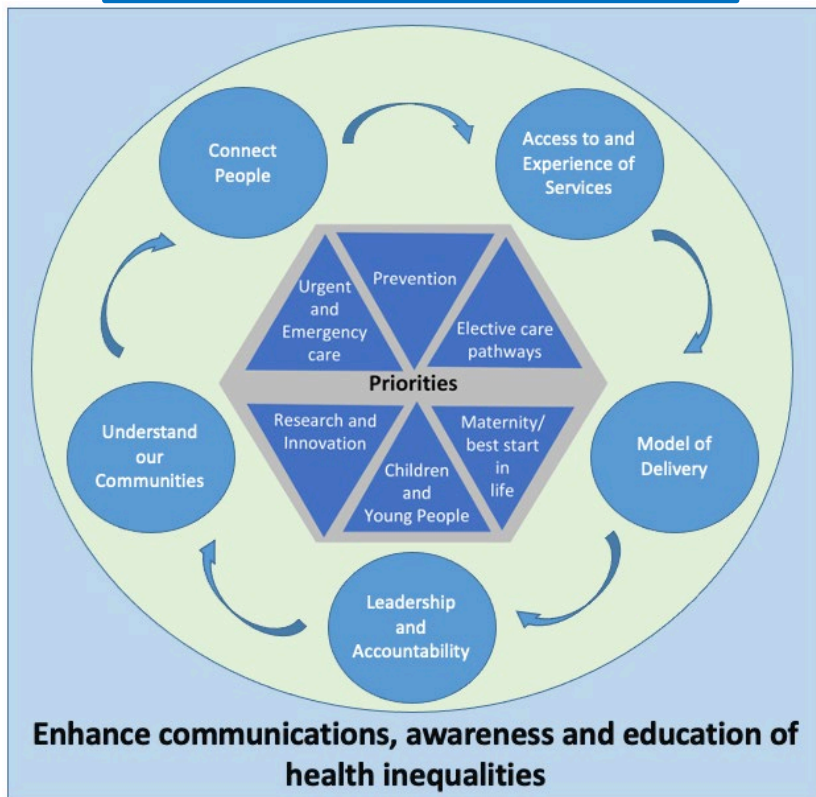 Connect
People
Access to and
Experience of
Services
Urgent
and
Emergency
care
Prevention
Elective care
pathways
Priorities
Research and
Innovation
Children
and
Young People
Maternity/
best start
in
life
Understand
our
Communities
Model of
Delivery
Leadership
and
Accountability
Enhance communications, awareness and education of
health inequalities